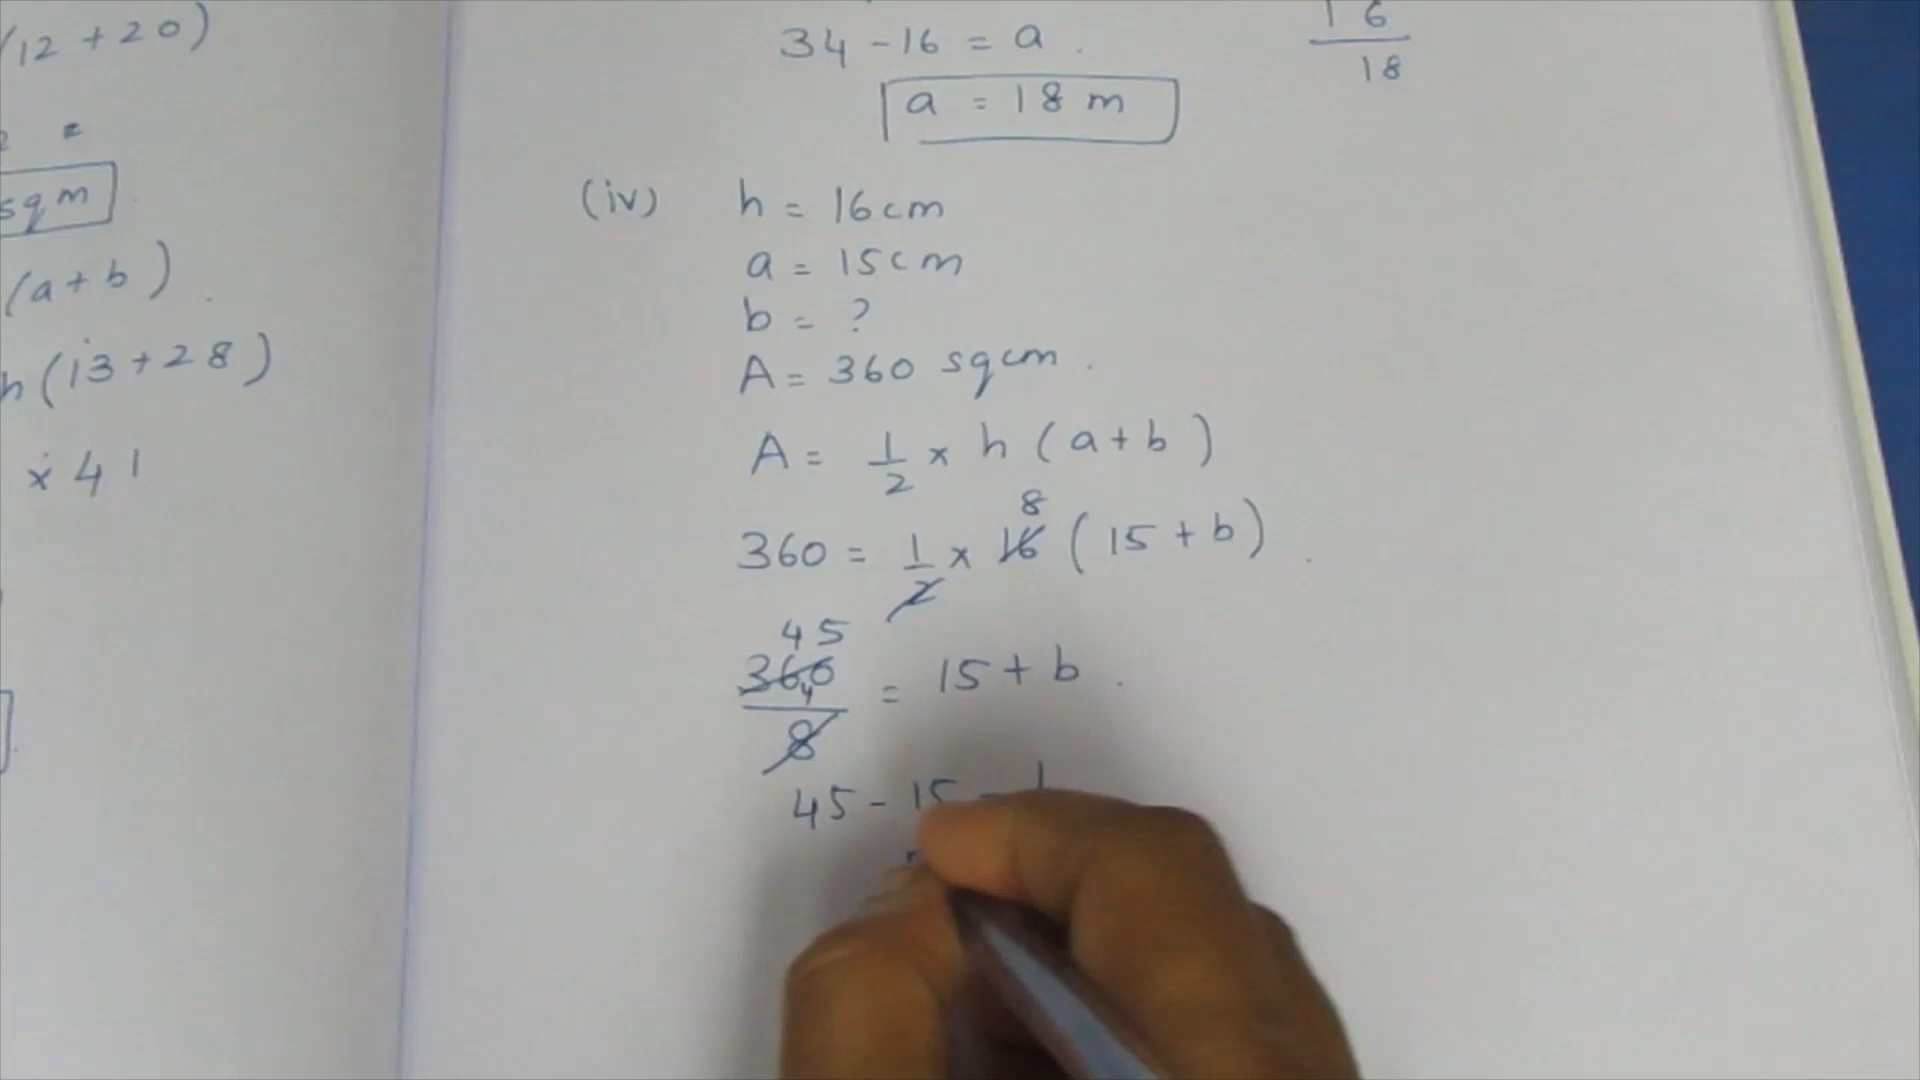 (12 + 20)
=
sqm
(a + b)
h (13 + 28)
× 41
34 - 16 = a .
a = 18 m
16
18
(iv) h = 16cm
a = 15cm
b = ?
A = 360 sqcm .
A = 1/2 × h (a + b)
8
360 = 1/2 × 16 (15 + b) .
45
360/8 = 15 + b .
4
45 - 15 =